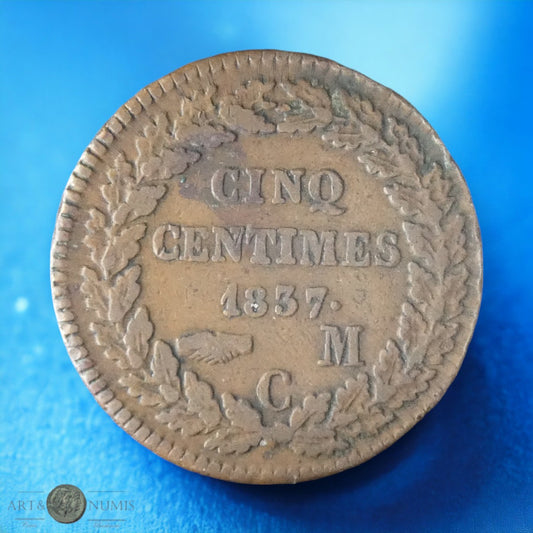 CINQ
CENTIMES
1837.
M
C
ART & NUMIS